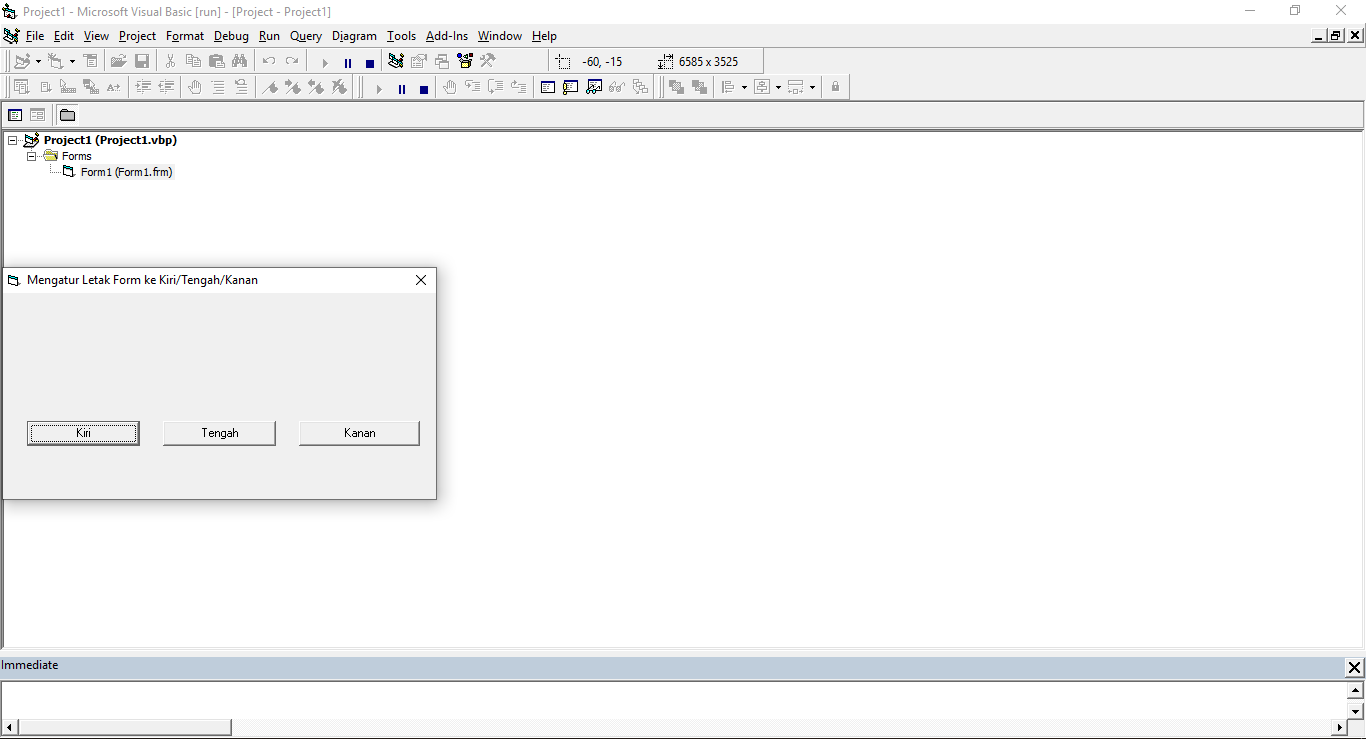 Project1 - Microsoft Visual Basic [run] - [Project - Project1]
File Edit View Project Format Debug Run Query Diagram Tools Add-Ins Window Help
-60, -15 6585 x 3525
Project1 (Project1.vbp)
Forms
Form1 (Form1.frm)
Mengatur Letak Form ke Kiri/Tengah/Kanan
Kiri Tengah Kanan
Immediate